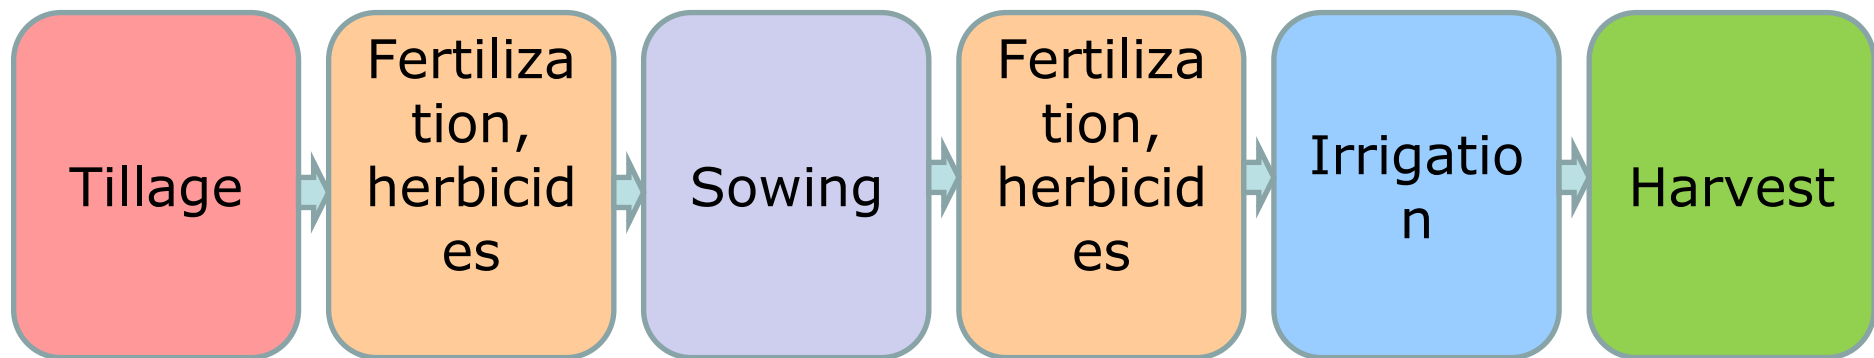 Tillage
Fertiliza
tion,
herbicid
es
Sowing
Fertiliza
tion,
herbicid
es
Irrigatio
n
Harvest